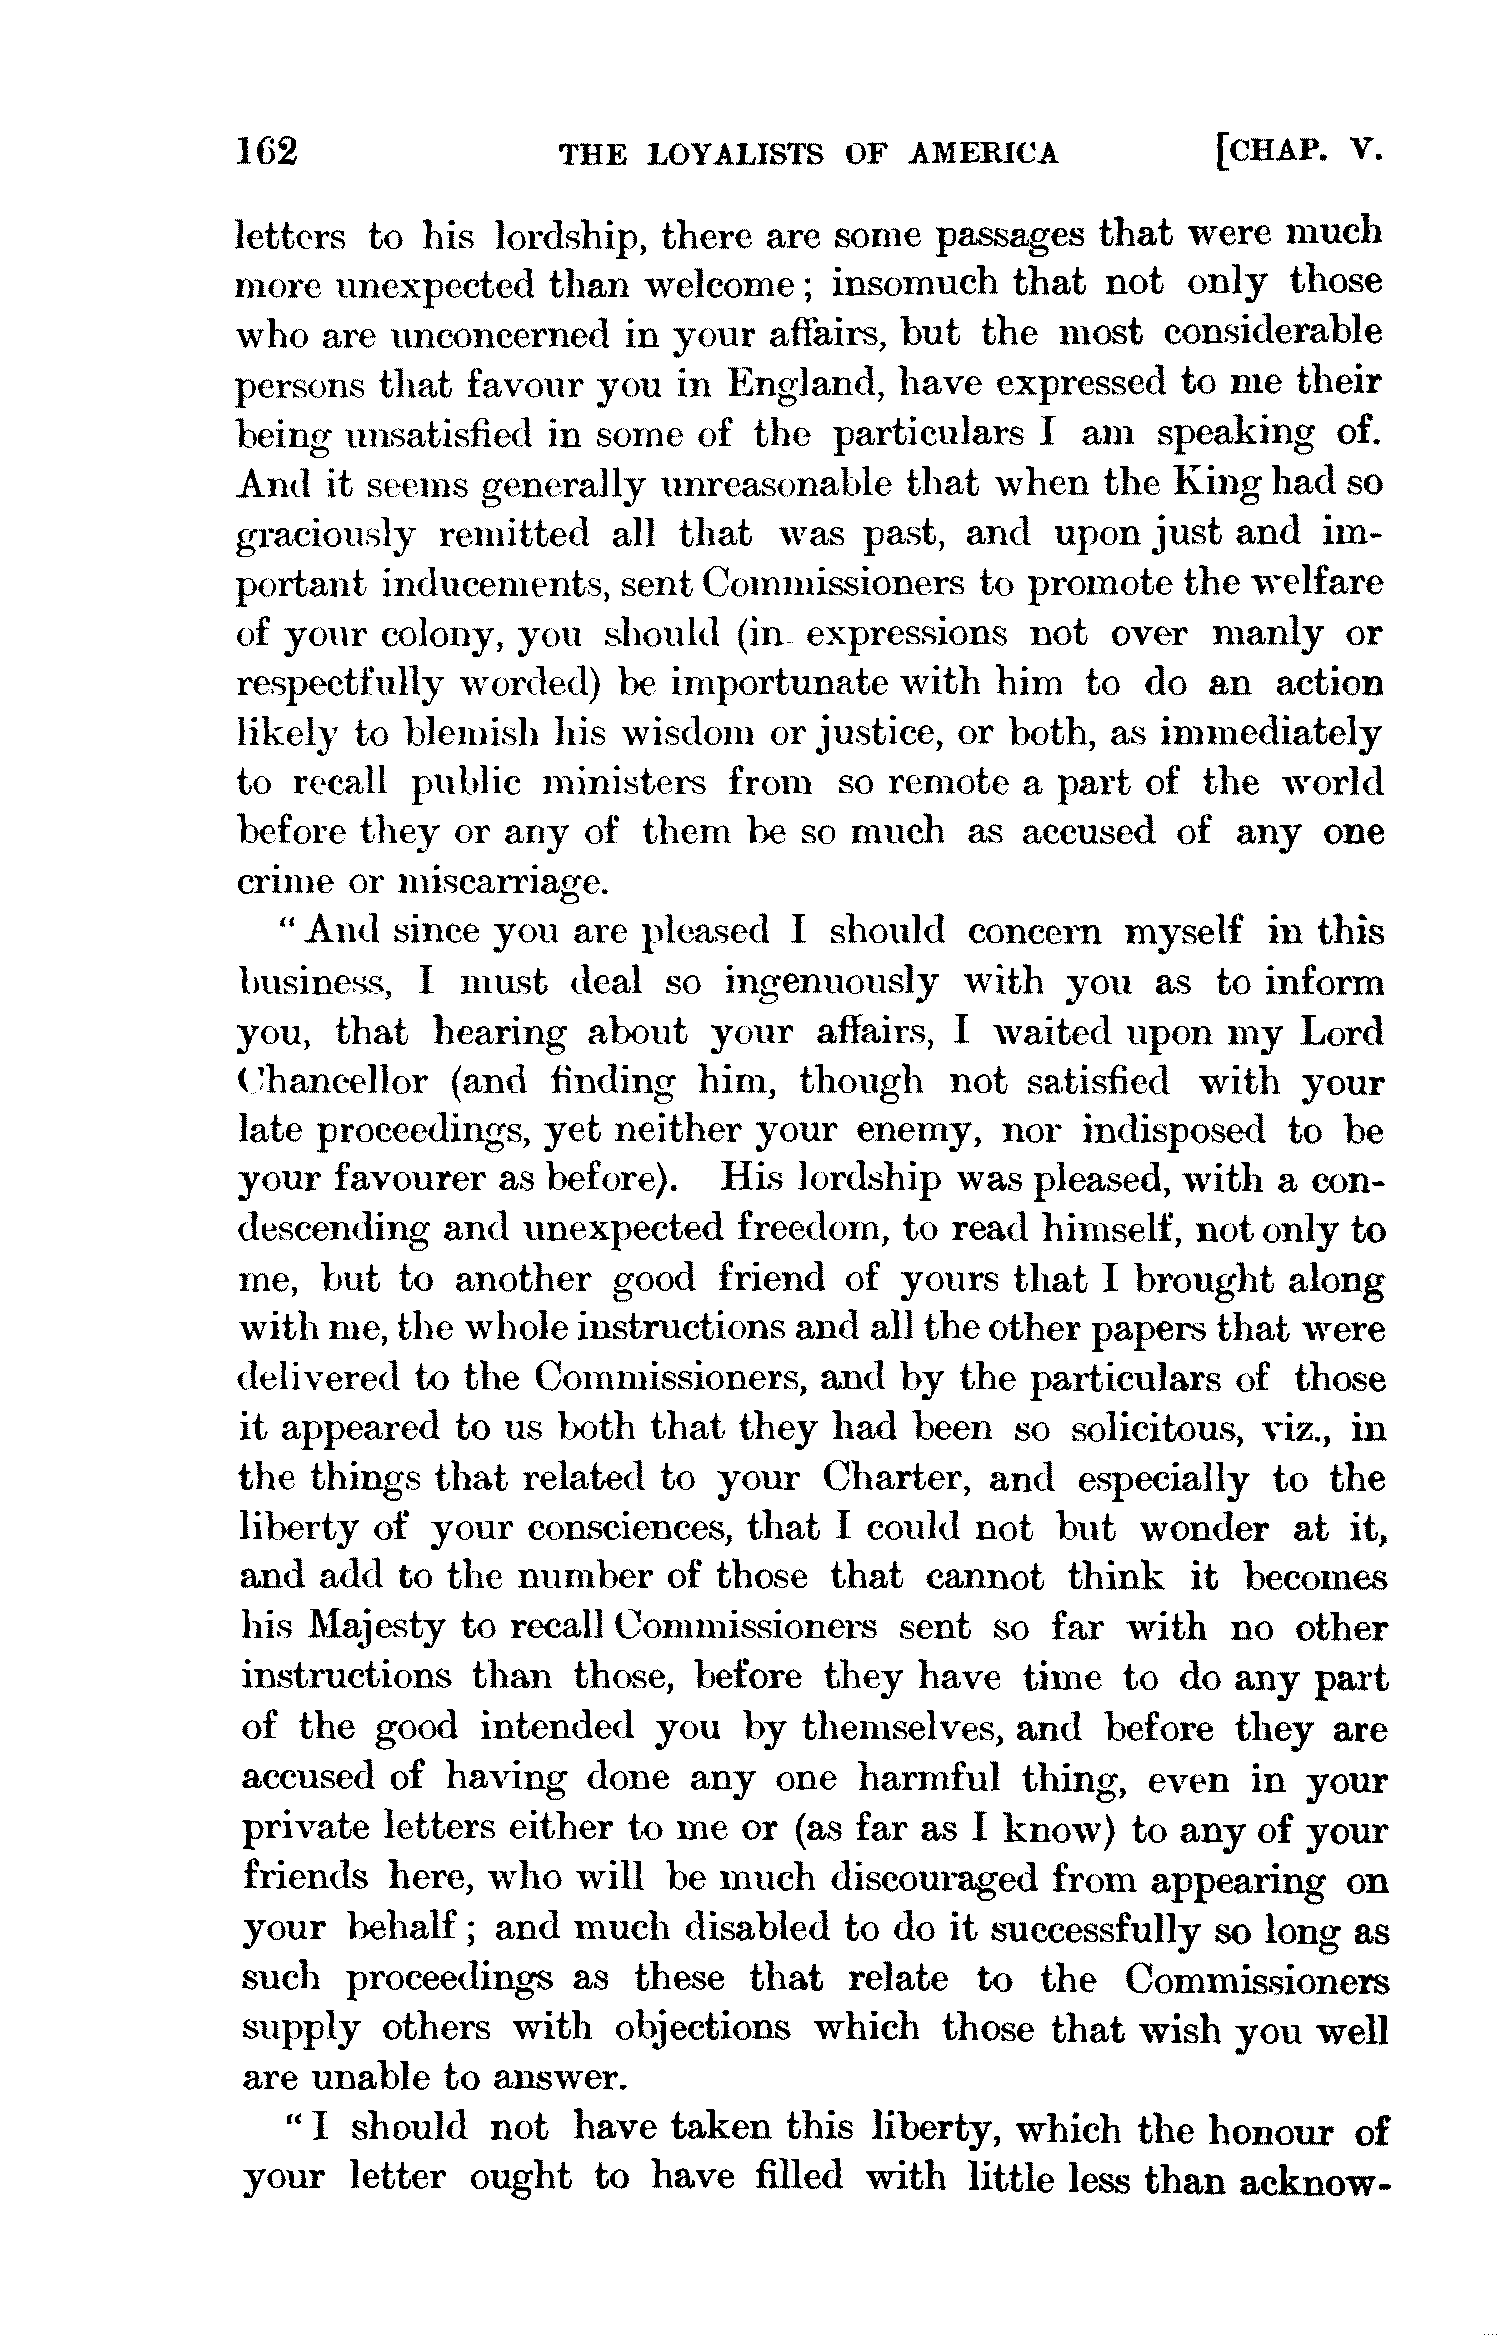 162 THE LOYALISTS OF AMERICA [CHAP. V.
letters to his lordship, there are some passages that were much
more unexpected than welcome; insomuch that not only those
who are unconcerned in your affairs, but the most considerable
persons that favour you in England, have expressed to me their
being unsatisfied in some of the particulars I am speaking of.
And it seems generally unreasonable that when the King had so
graciously remitted all that was past, and upon just and im-
portant inducements, sent Commissioners to promote the welfare
of your colony, you should (in expressions not over manly or
respectfully worded) be importunate with him to do an action
likely to blemish his wisdom or justice, or both, as immediately
to recall public ministers from so remote a part of the world
before they or any of them be so much as accused of any one
crime or miscarriage.
"And since you are pleased I should concern myself in this
business, I must deal so ingenuously with you as to inform
you, that hearing about your affairs, I waited upon my Lord
Chancellor (and finding him, though not satisfied with your
late proceedings, yet neither your enemy, nor indisposed to be
your favourer as before). His lordship was pleased, with a con-
descending and unexpected freedom, to read himself, not only to
me, but to another good friend of yours that I brought along
with me, the whole instructions and all the other papers that were
delivered to the Commissioners, and by the particulars of those
it appeared to us both that they had been so solicitous, viz., in
the things that related to your Charter, and especially to the
liberty of your consciences, that I could not but wonder at it,
and add to the number of those that cannot think it becomes
his Majesty to recall Commissioners sent so far with no other
instructions than those, before they have time to do any part
of the good intended you by themselves, and before they are
accused of having done any one harmful thing, even in your
private letters either to me or (as far as I know) to any of your
friends here, who will be much discouraged from appearing on
your behalf; and much disabled to do it successfully so long as
such proceedings as these that relate to the Commissioners
supply others with objections which those that wish you well
are unable to answer.
"I should not have taken this liberty, which the honour of
your letter ought to have filled with little less than acknow-